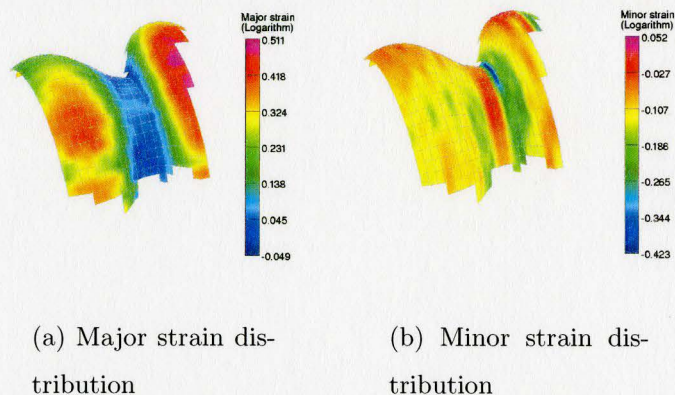 Major strain
(Logarithm)
0.511
0.418
0.324
0.231
0.138
0.045
-0.049
Minor strain
(Logarithm)
0.052
-0.027
-0.107
-0.186
-0.265
-0.344
-0.423
(a) Major strain dis-
tribution
(b) Minor strain dis-
tribution